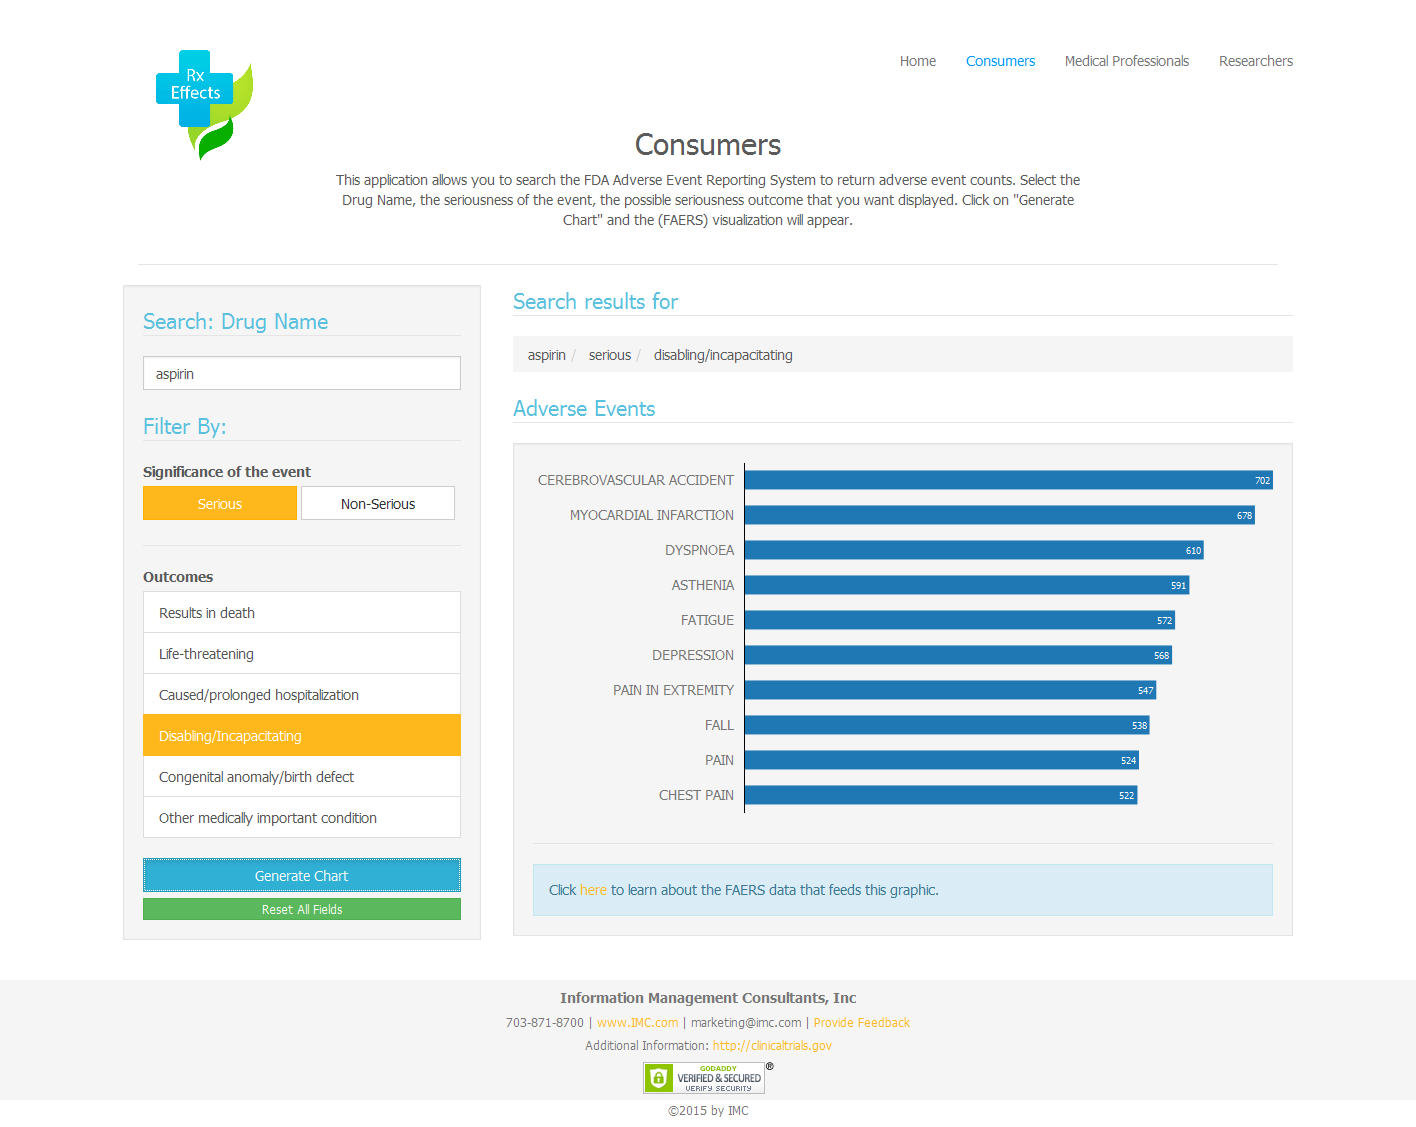 Rx
Effects
Home Consumers Medical Professionals Researchers
Consumers
This application allows you to search the FDA Adverse Event Reporting System to return adverse event counts. Select the
Drug Name, the seriousness of the event, the possible seriousness outcome that you want displayed. Click on "Generate
Chart" and the (FAERS) visualization will appear.
Search: Drug Name
aspirin
Filter By:
Significance of the event
Serious Non-Serious
Outcomes
Results in death
Life-threatening
Caused/prolonged hospitalization
Disabling/Incapacitating
Congenital anomaly/birth defect
Other medically important condition
Generate Chart
Reset All Fields
Search results for
aspirin / serious / disabling/incapacitating
Adverse Events
CEREBROVASCULAR ACCIDENT 702
MYOCARDIAL INFARCTION 678
DYSPNOEA 610
ASTHENIA 591
FATIGUE 572
DEPRESSION 568
PAIN IN EXTREMITY 547
FALL 538
PAIN 524
CHEST PAIN 522
Click here to learn about the FAERS data that feeds this graphic.
Information Management Consultants, Inc
703-871-8700 | www.IMC.com | marketing@imc.com | Provide Feedback
Additional Information: http://clinicaltrials.gov
GODADDY
VERIFIED & SECURED
VERIFY SECURITY
®
©2015 by IMC